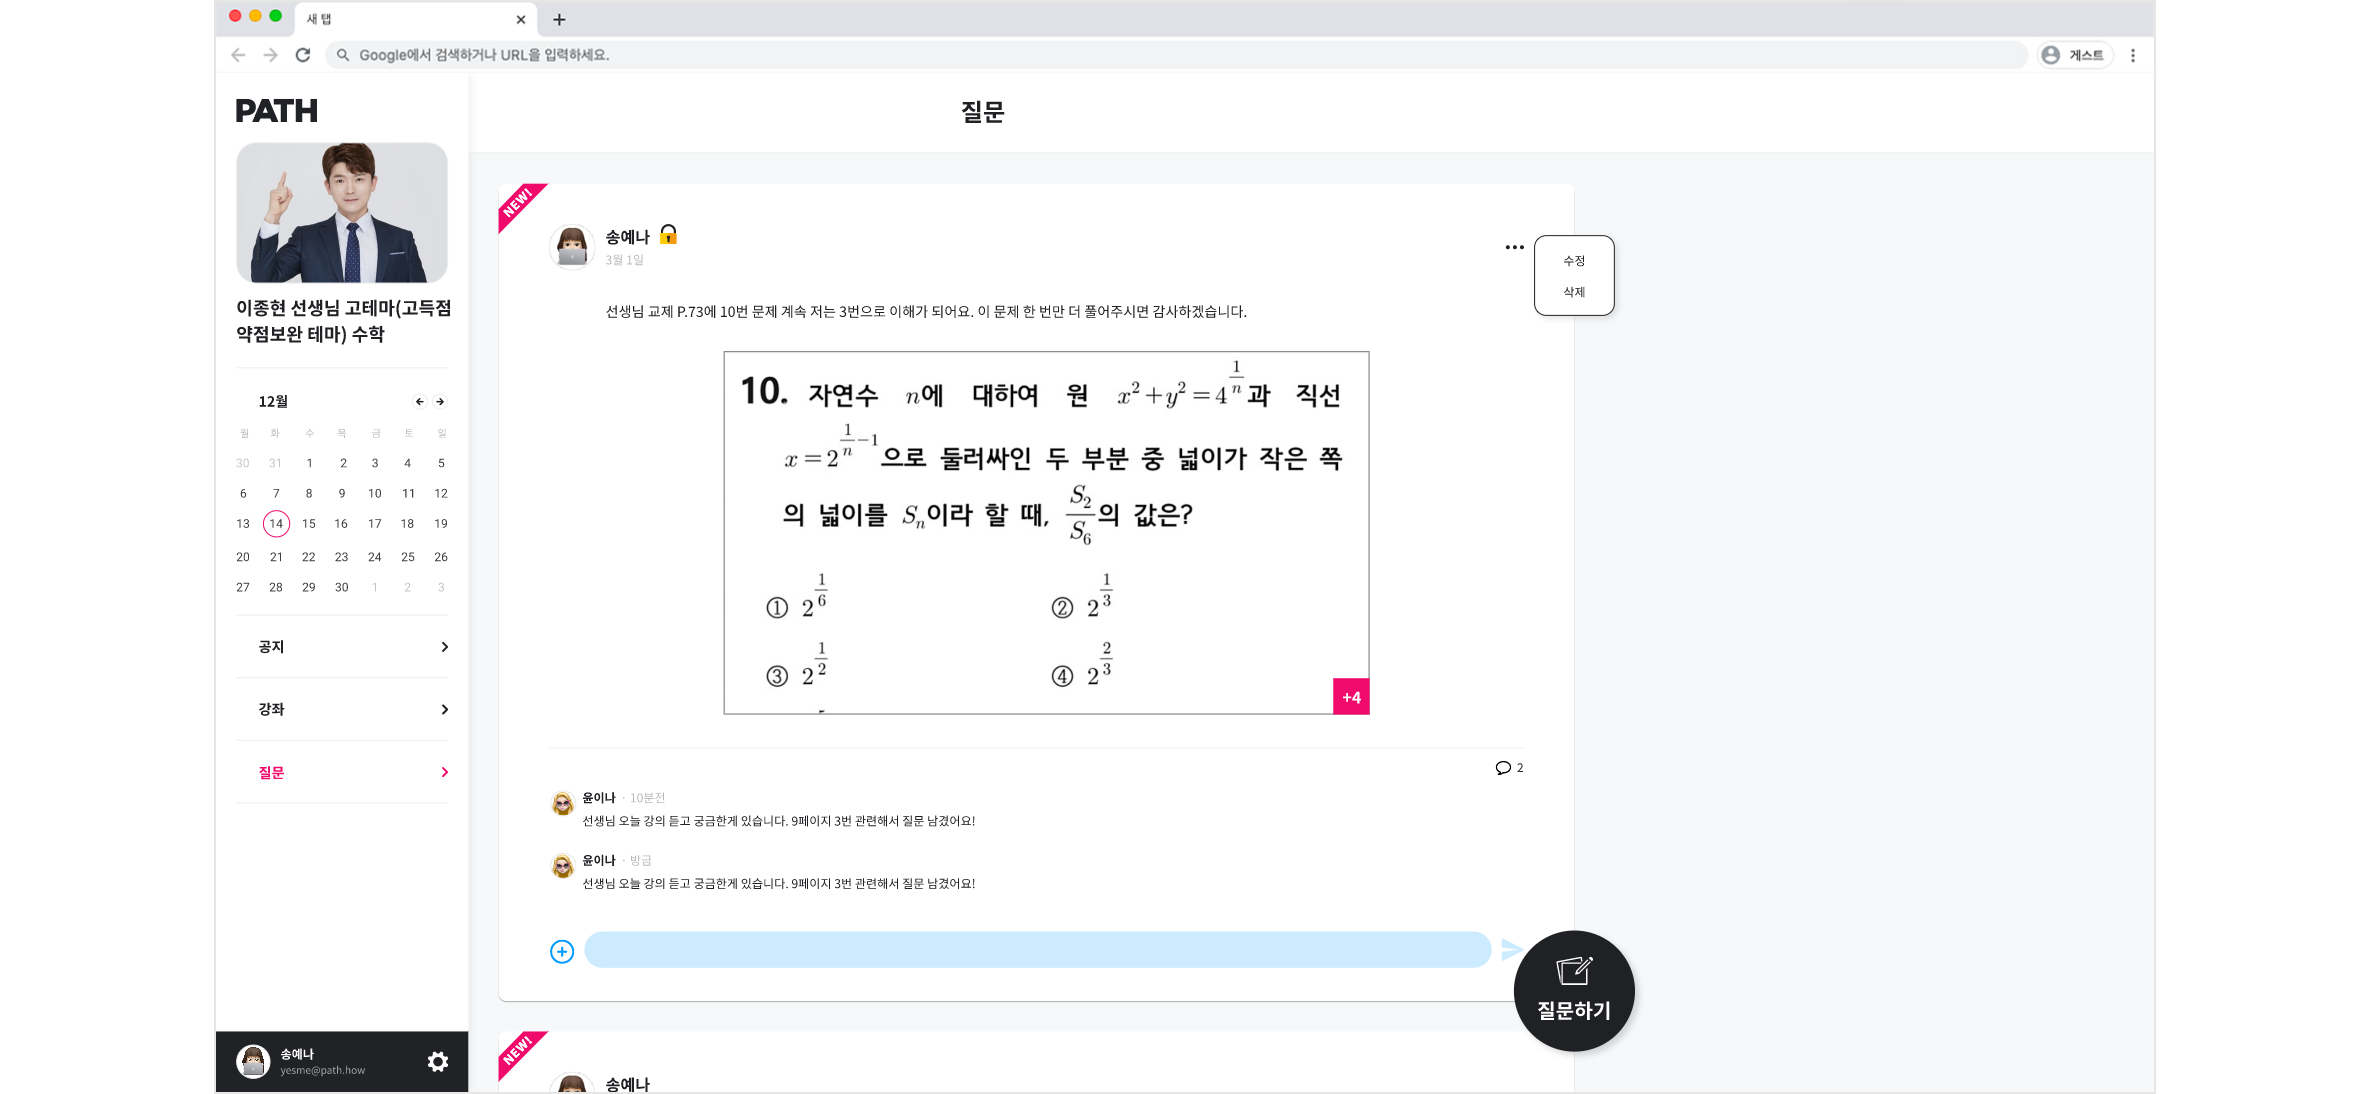 새 탭
Google에서 검색하거나 URL을 입력하세요.
게스트
PATH
이종현 선생님 고테마(고득점
약점보완 테마) 수학
12월
월 화 수 목 금 토 일
30 31 1 2 3 4 5
6 7 8 9 10 11 12
13 14 15 16 17 18 19
20 21 22 23 24 25 26
27 28 29 30 1 2 3
공지
강좌
질문
송예나
yesme@path.how
질문
NEW!
송예나
3월 1일
수정
삭제
선생님 교제 P.73에 10번 문제 계속 저는 3번으로 이해가 되어요. 이 문제 한 번만 더 풀어주시면 감사하겠습니다.
10. 자연수 n에 대하여 원 x²+y²=4^(1/n)과 직선
x=2^(1/n-1)으로 둘러싸인 두 부분 중 넓이가 작은 쪽
의 넓이를 Sₙ이라 할 때, S₂/S₆의 값은?
① 2^(1/6) ② 2^(1/3)
③ 2^(1/2) ④ 2^(2/3)
+4
2
윤이나 · 10분전
선생님 오늘 강의 듣고 궁금한게 있습니다. 9페이지 3번 관련해서 질문 남겼어요!
윤이나 · 방금
선생님 오늘 강의 듣고 궁금한게 있습니다. 9페이지 3번 관련해서 질문 남겼어요!
질문하기
NEW!
송예나